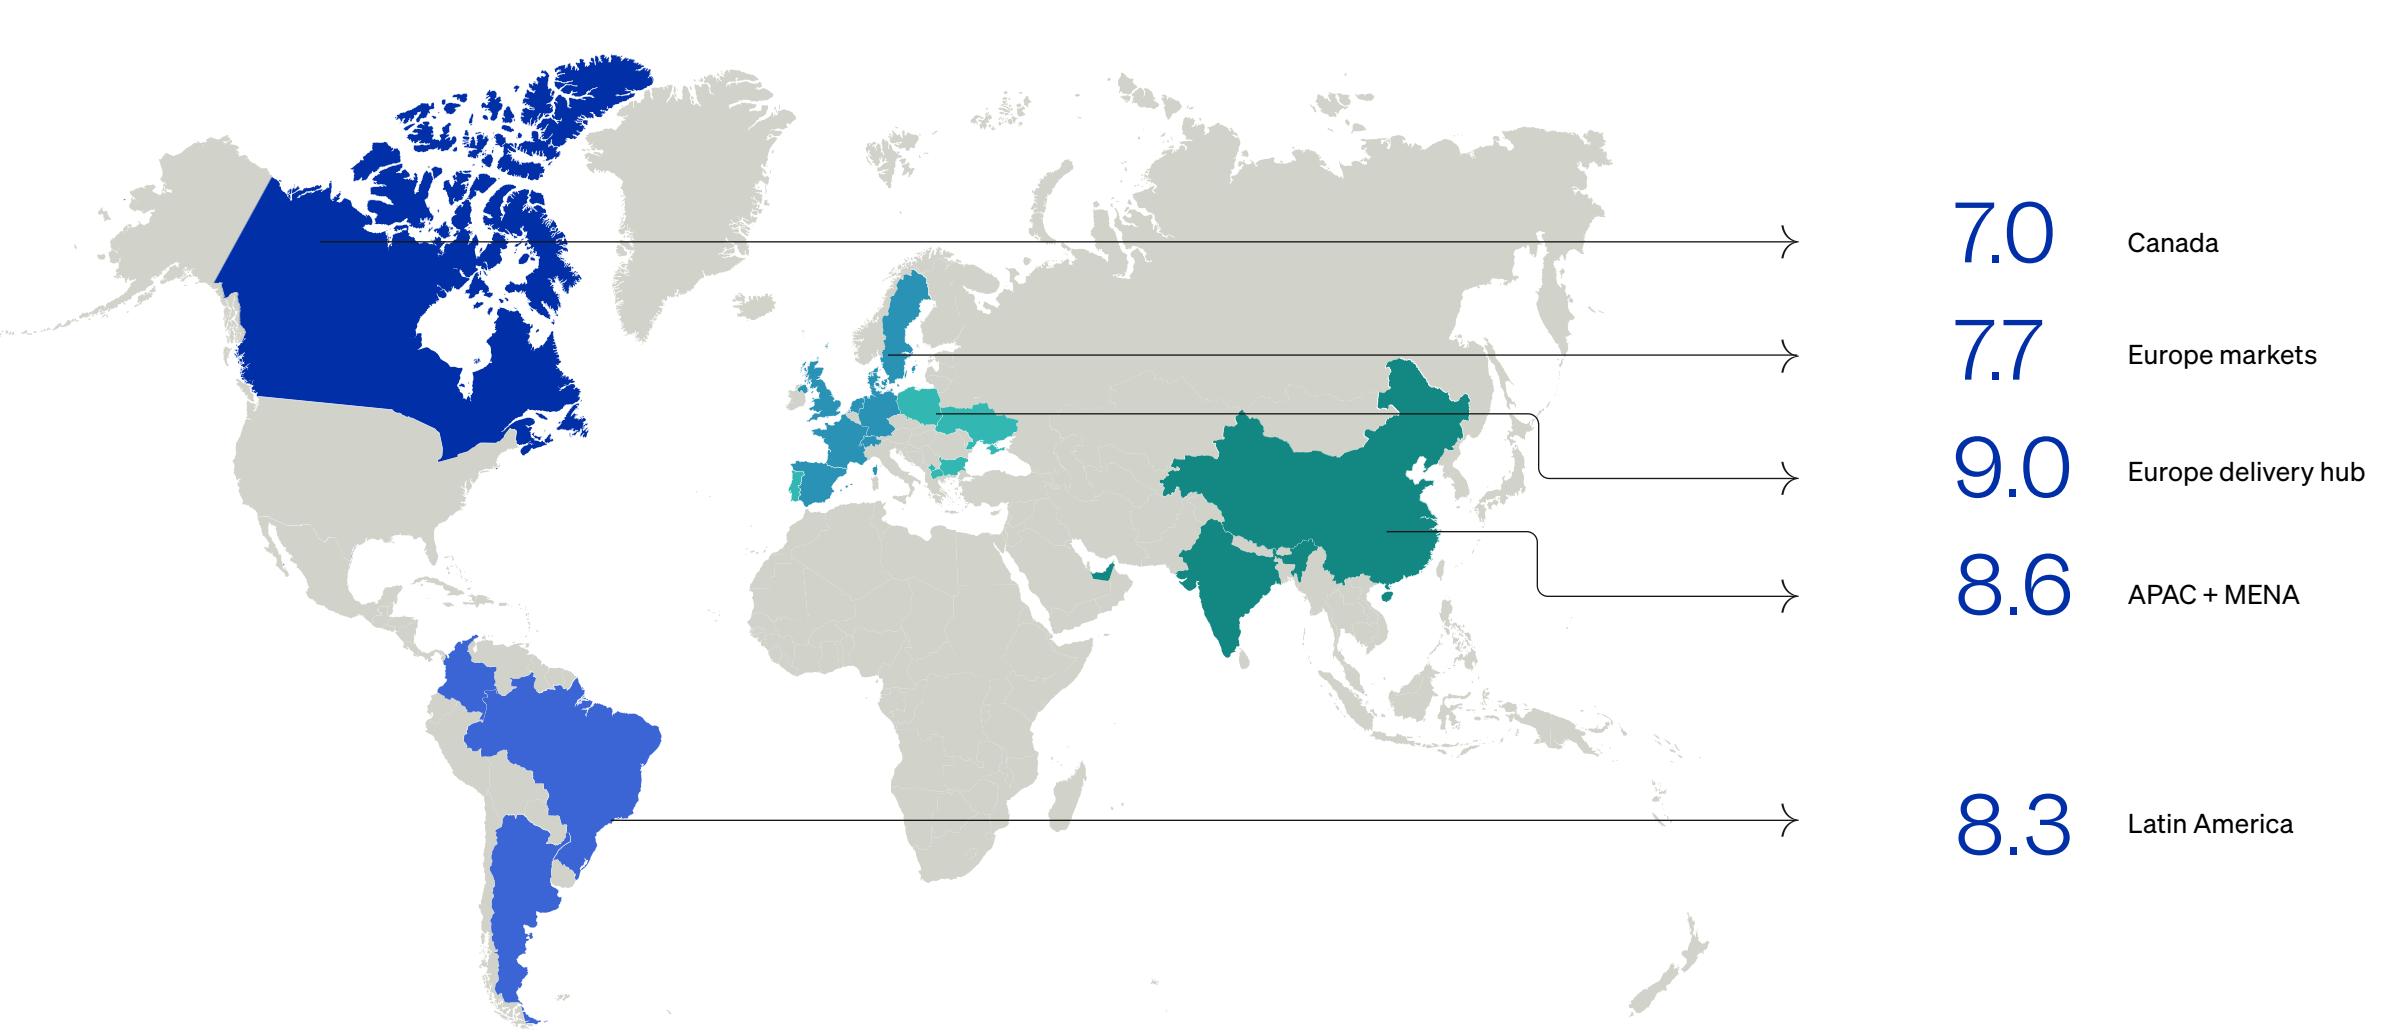 7.0 Canada
7.7 Europe markets
9.0 Europe delivery hub
8.6 APAC + MENA
8.3 Latin America